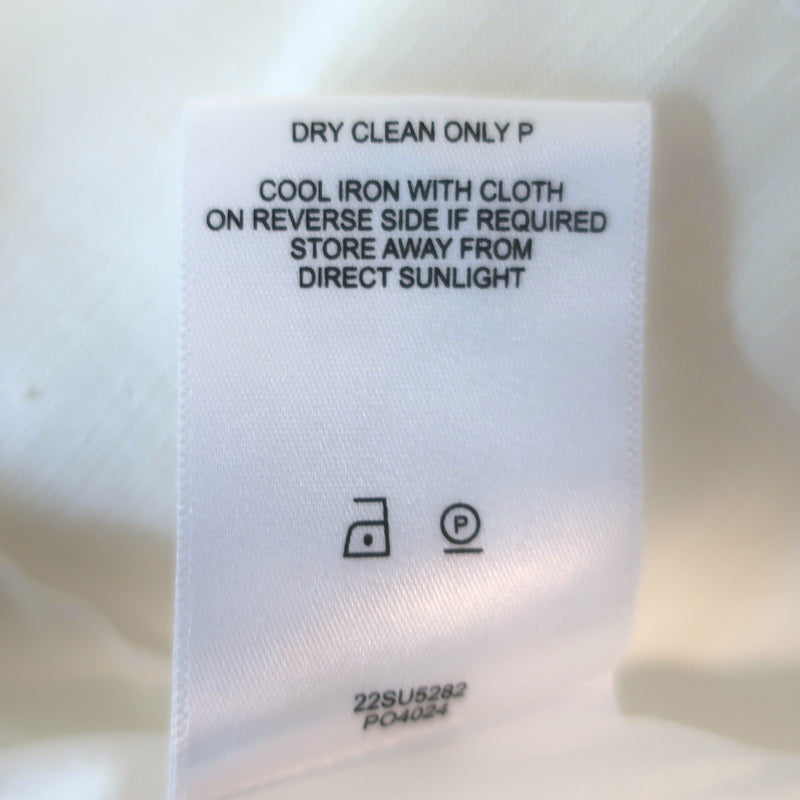 DRY CLEAN ONLY P
COOL IRON WITH CLOTH
ON REVERSE SIDE IF REQUIRED
STORE AWAY FROM
DIRECT SUNLIGHT
P
22SU5282
PO4024